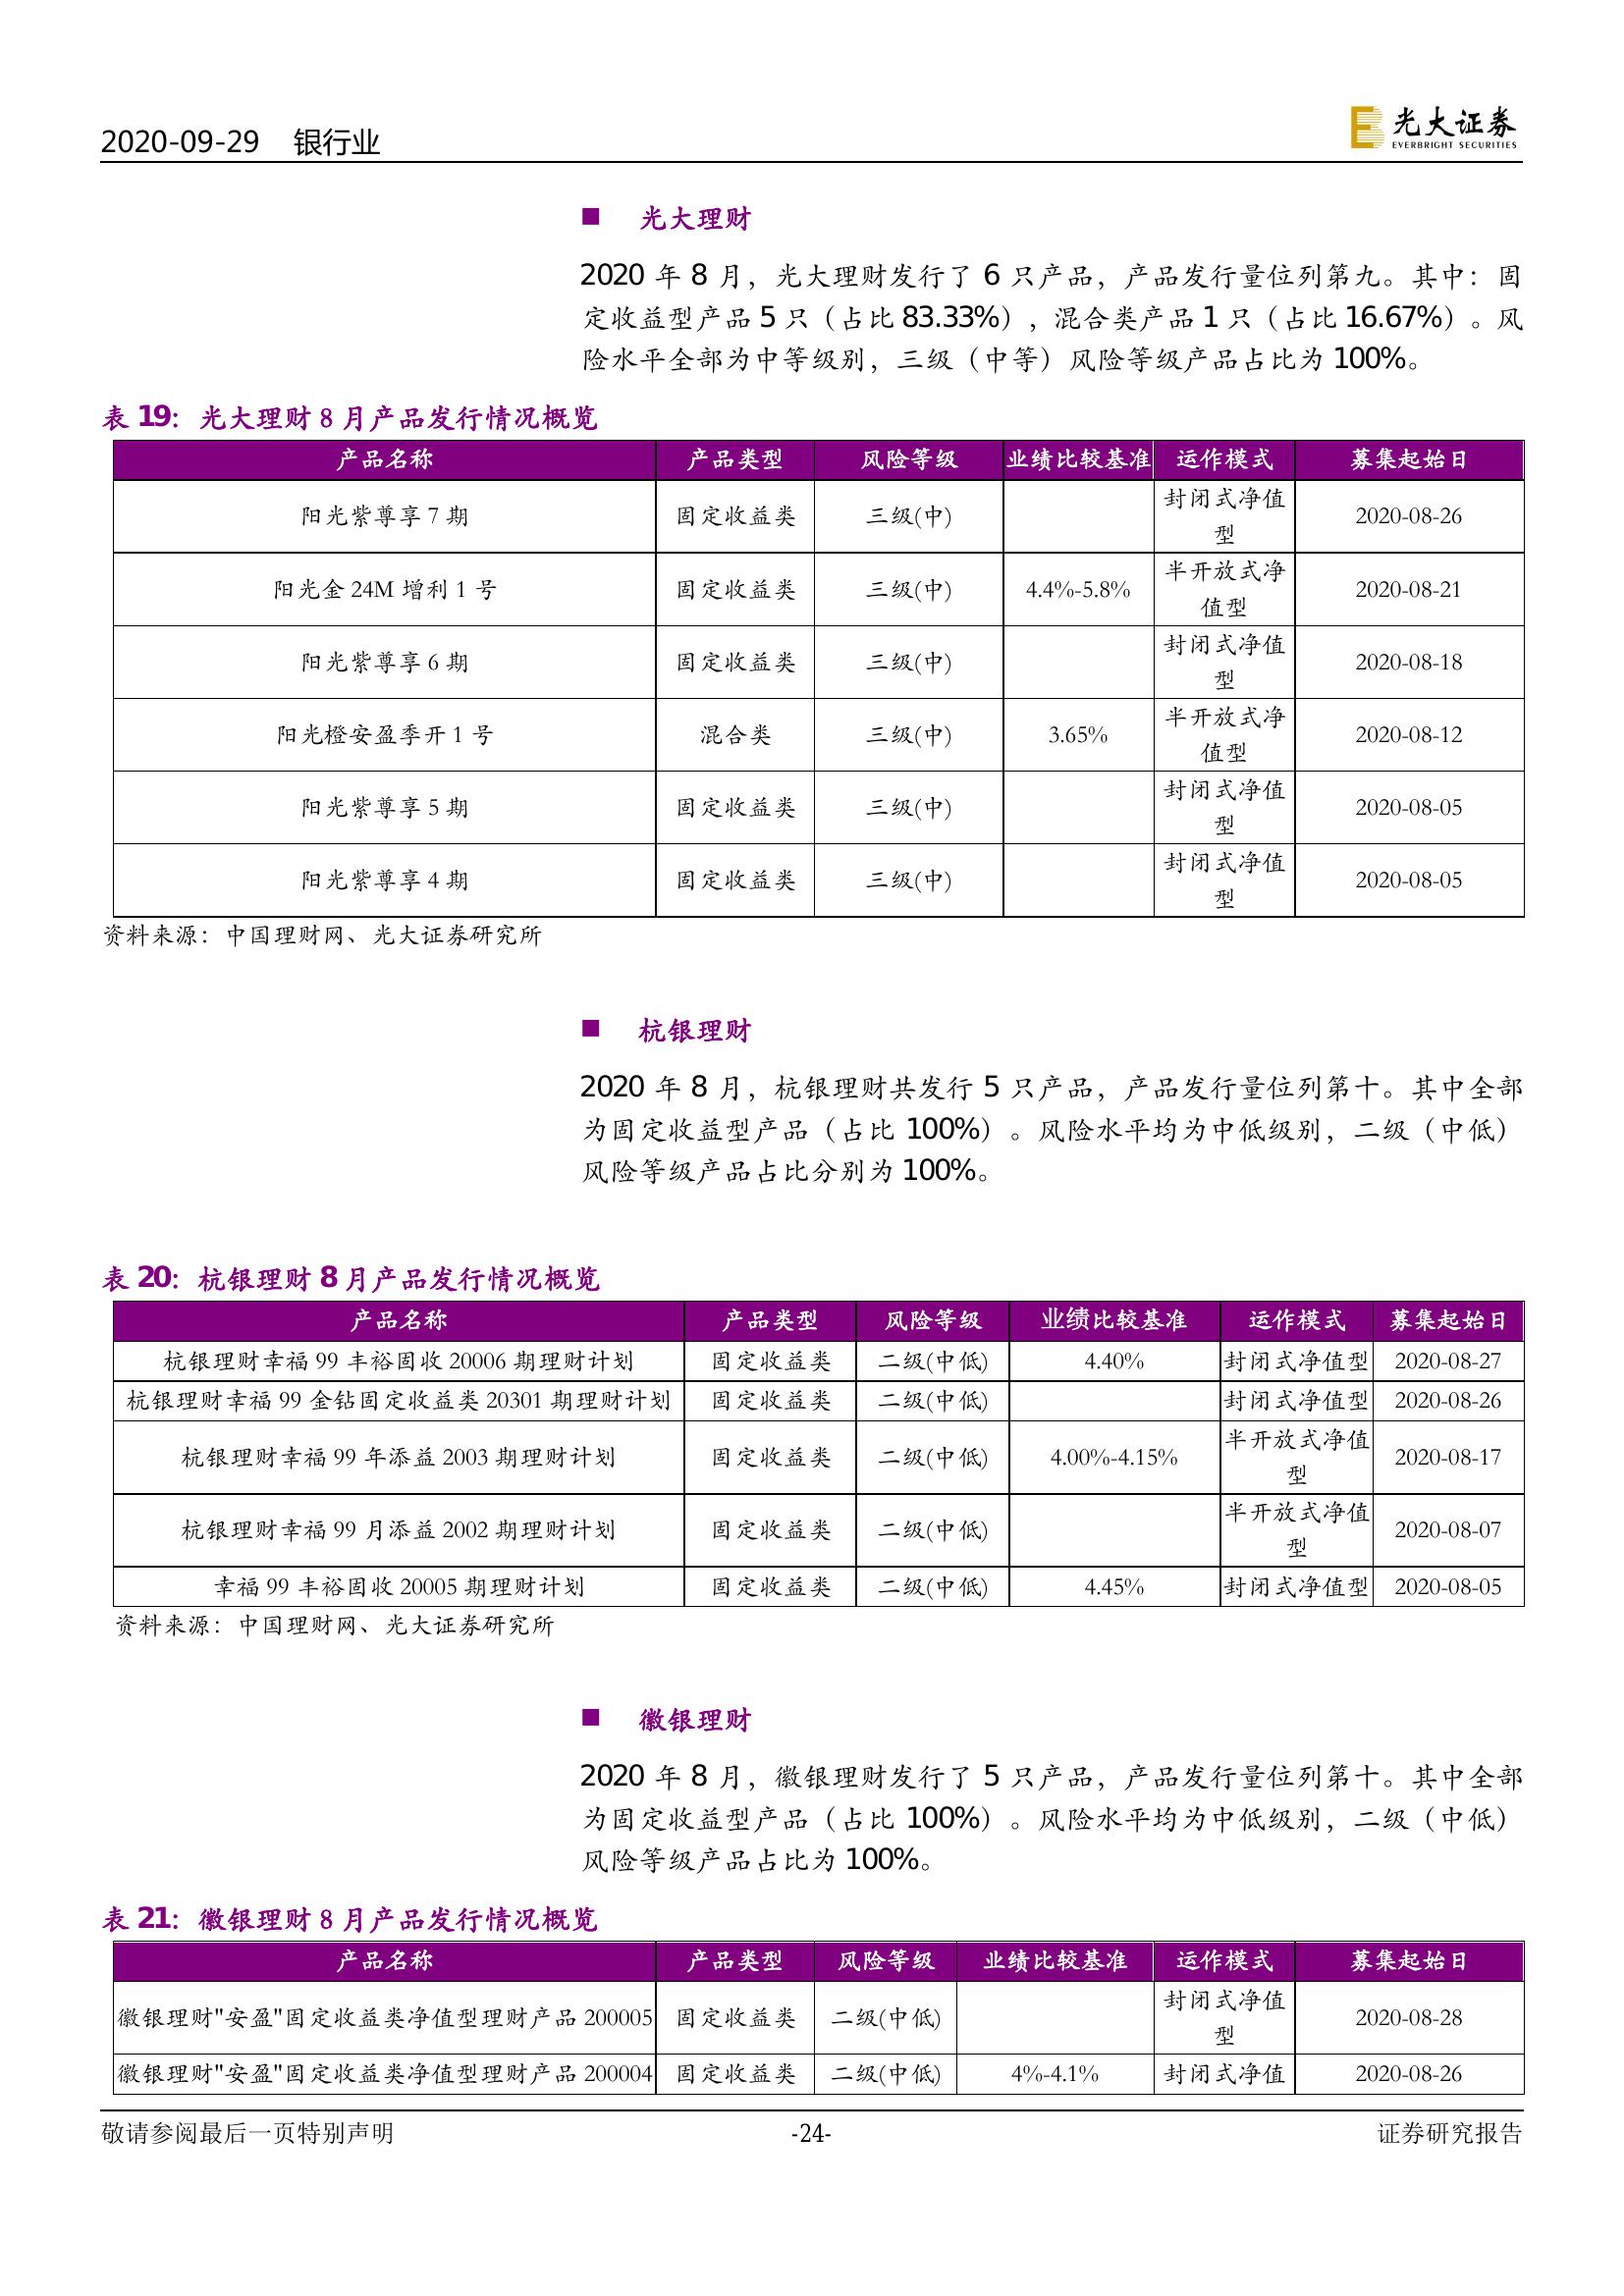 2020-09-29 银行业
光大证券
EVERBRIGHT SECURITIES
■ 光大理财
2020 年 8 月，光大理财发行了 6 只产品，产品发行量位列第九。其中：固
定收益型产品 5 只（占比 83.33%），混合类产品 1 只（占比 16.67%）。风
险水平全部为中等级别，三级（中等）风险等级产品占比为 100%。
表 19：光大理财 8 月产品发行情况概览
产品名称 产品类型 风险等级 业绩比较基准 运作模式 募集起始日
阳光紫尊享 7 期 固定收益类 三级(中) 封闭式净值型 2020-08-26
阳光金 24M 增利 1 号 固定收益类 三级(中) 4.4%-5.8% 半开放式净值型 2020-08-21
阳光紫尊享 6 期 固定收益类 三级(中) 封闭式净值型 2020-08-18
阳光橙安盈季开 1 号 混合类 三级(中) 3.65% 半开放式净值型 2020-08-12
阳光紫尊享 5 期 固定收益类 三级(中) 封闭式净值型 2020-08-05
阳光紫尊享 4 期 固定收益类 三级(中) 封闭式净值型 2020-08-05
资料来源：中国理财网、光大证券研究所
■ 杭银理财
2020 年 8 月，杭银理财共发行 5 只产品，产品发行量位列第十。其中全部
为固定收益型产品（占比 100%）。风险水平均为中低级别，二级（中低）
风险等级产品占比分别为 100%。
表 20：杭银理财 8 月产品发行情况概览
产品名称 产品类型 风险等级 业绩比较基准 运作模式 募集起始日
杭银理财幸福 99 丰裕固收 20006 期理财计划 固定收益类 二级(中低) 4.40% 封闭式净值型 2020-08-27
杭银理财幸福 99 金钻固定收益类 20301 期理财计划 固定收益类 二级(中低) 封闭式净值型 2020-08-26
杭银理财幸福 99 年添益 2003 期理财计划 固定收益类 二级(中低) 4.00%-4.15% 半开放式净值型 2020-08-17
杭银理财幸福 99 月添益 2002 期理财计划 固定收益类 二级(中低) 半开放式净值型 2020-08-07
幸福 99 丰裕固收 20005 期理财计划 固定收益类 二级(中低) 4.45% 封闭式净值型 2020-08-05
资料来源：中国理财网、光大证券研究所
■ 徽银理财
2020 年 8 月，徽银理财发行了 5 只产品，产品发行量位列第十。其中全部
为固定收益型产品（占比 100%）。风险水平均为中低级别，二级（中低）
风险等级产品占比为 100%。
表 21：徽银理财 8 月产品发行情况概览
产品名称 产品类型 风险等级 业绩比较基准 运作模式 募集起始日
徽银理财"安盈"固定收益类净值型理财产品 200005 固定收益类 二级(中低) 封闭式净值型 2020-08-28
徽银理财"安盈"固定收益类净值型理财产品 200004 固定收益类 二级(中低) 4%-4.1% 封闭式净值 2020-08-26
敬请参阅最后一页特别声明 -24- 证券研究报告